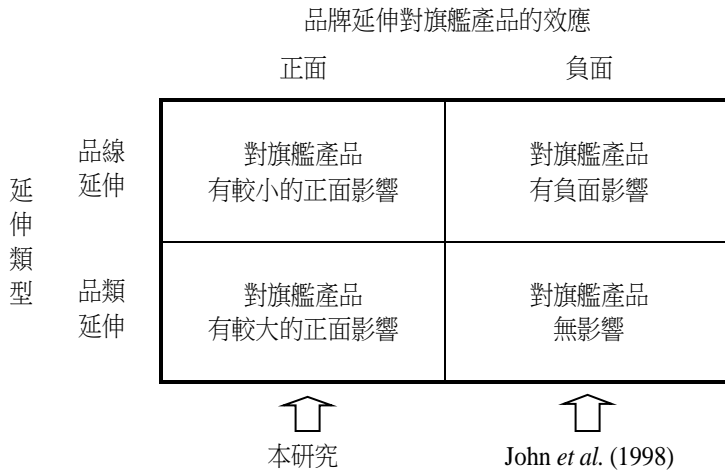 品牌延伸對旗艦產品的效應
正面 負面
品線
延伸
對旗艦產品
有較小的正面影響
對旗艦產品
有負面影響
延
伸
類
型
品類
延伸
對旗艦產品
有較大的正面影響
對旗艦產品
無影響
本研究
John et al. (1998)